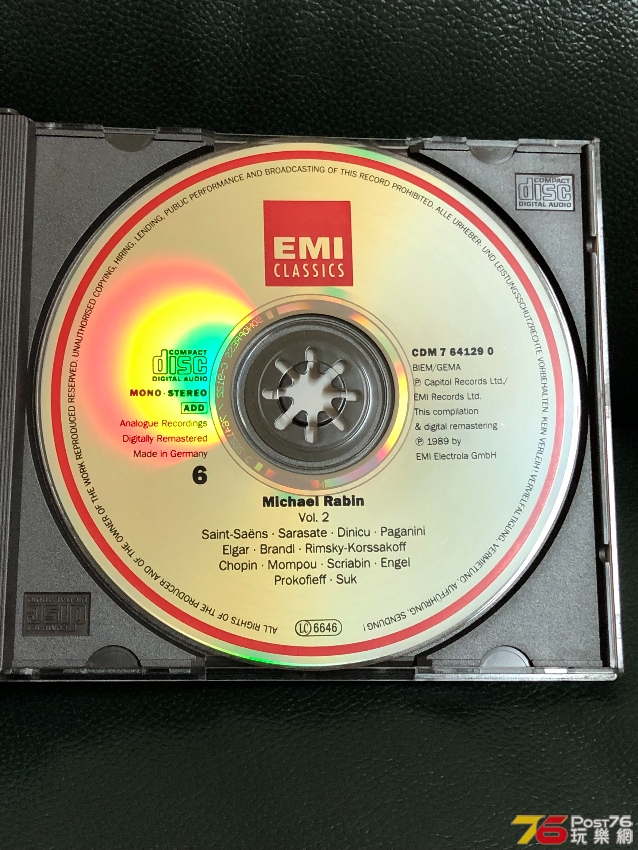 UNAUTHORISED COPYING, HIRING, LENDING, PUBLIC PERFORMANCE AND BROADCASTING OF THIS RECORD PROHIBITED. ALLE URHEBER- UND LEISTUNGSSCHUTZRECHTE VORBEHALTEN. KEIN VERLEIH! VERVIELFÄLTIGUNG, VERMIETUNG, AUFFÜHRUNG, SENDUNG!
ALL RIGHTS OF THE PRODUCER AND OF THE OWNER OF THE WORK REPRODUCED RESERVED.
COMPACT
disc
DIGITAL AUDIO
EMI
CLASSICS
COMPACT
disc
DIGITAL AUDIO
MONO · STEREO
ADD
Analogue Recordings
Digitally Remastered
Made in Germany
6
CDM 7 64129 0
BIEM/GEMA
℗ Capitol Records Ltd./
EMI Records Ltd.
This compilation
& digital remastering
℗ 1989 by
EMI Electrola GmbH
Michael Rabin
Vol. 2
Saint-Saëns · Sarasate · Dinicu · Paganini
Elgar · Brandl · Rimsky-Korssakoff
Chopin · Mompou · Scriabin · Engel
Prokofieff · Suk
LC 6646
COMPACT
disc
DIGITAL AUDIO
76 Post76
玩樂網